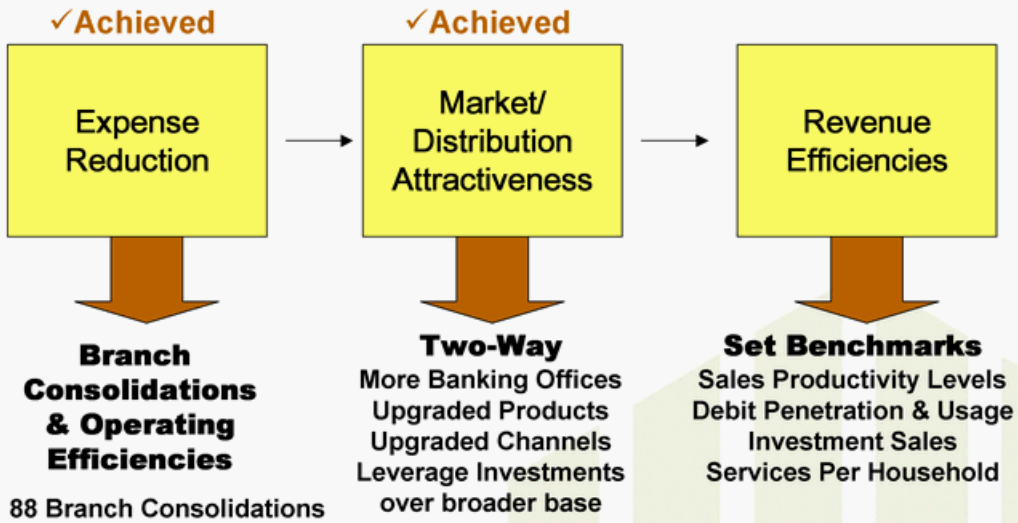 ✓Achieved
Expense
Reduction
Branch
Consolidations
& Operating
Efficiencies
88 Branch Consolidations
✓Achieved
Market/
Distribution
Attractiveness
Two-Way
More Banking Offices
Upgraded Products
Upgraded Channels
Leverage Investments
over broader base
Revenue
Efficiencies
Set Benchmarks
Sales Productivity Levels
Debit Penetration & Usage
Investment Sales
Services Per Household